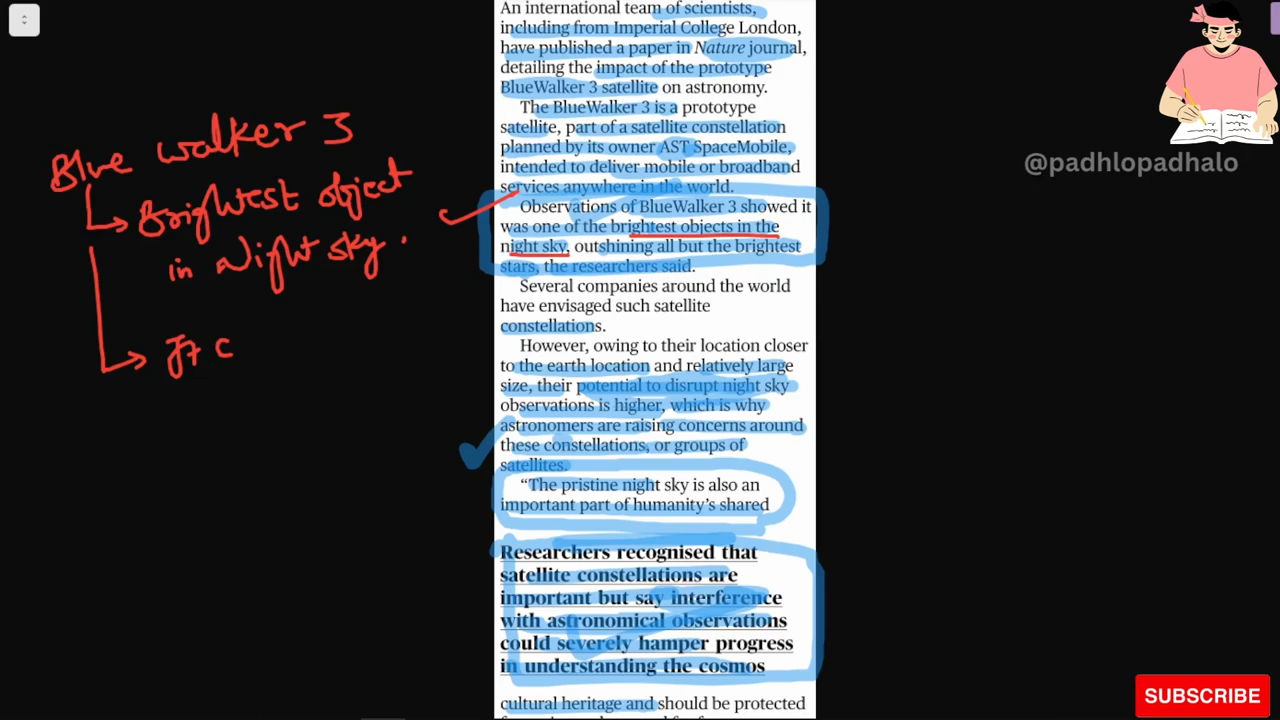 An international team of scientists,
including from Imperial College London,
have published a paper in Nature journal,
detailing the impact of the prototype
BlueWalker 3 satellite on astronomy.
The BlueWalker 3 is a prototype
satellite, part of a satellite constellation
planned by its owner AST SpaceMobile,
intended to deliver mobile or broadband
services anywhere in the world.
Observations of BlueWalker 3 showed it
was one of the brightest objects in the
night sky, outshining all but the brightest
stars, the researchers said.
Several companies around the world
have envisaged such satellite
constellations.
However, owing to their location closer
to the earth location and relatively large
size, their potential to disrupt night sky
observations is higher, which is why
astronomers are raising concerns around
these constellations, or groups of
satellites.
“The pristine night sky is also an
important part of humanity’s shared
Researchers recognised that
satellite constellations are
important but say interference
with astronomical observations
could severely hamper progress
in understanding the cosmos
cultural heritage and should be protected
Blue walker 3
Brightest object
in Night sky.
@padhlopadhalo
SUBSCRIBE